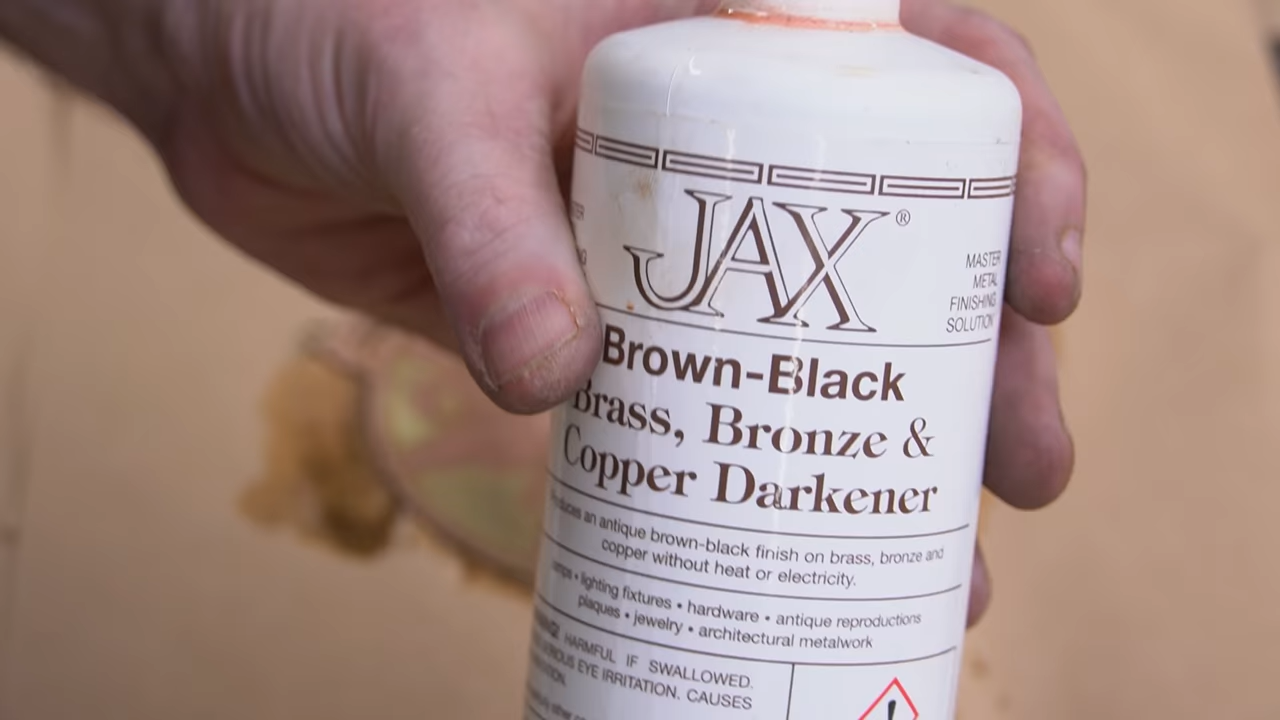 JAX®
MASTER
METAL
FINISHING
SOLUTION
Brown-Black
Brass, Bronze &
Copper Darkener
an antique brown-black finish on brass, bronze and
copper without heat or electricity.
• lighting fixtures • hardware • antique reproductions
plaques • jewelry • architectural metalwork
HARMFUL IF SWALLOWED.
EYE IRRITATION. CAUSES